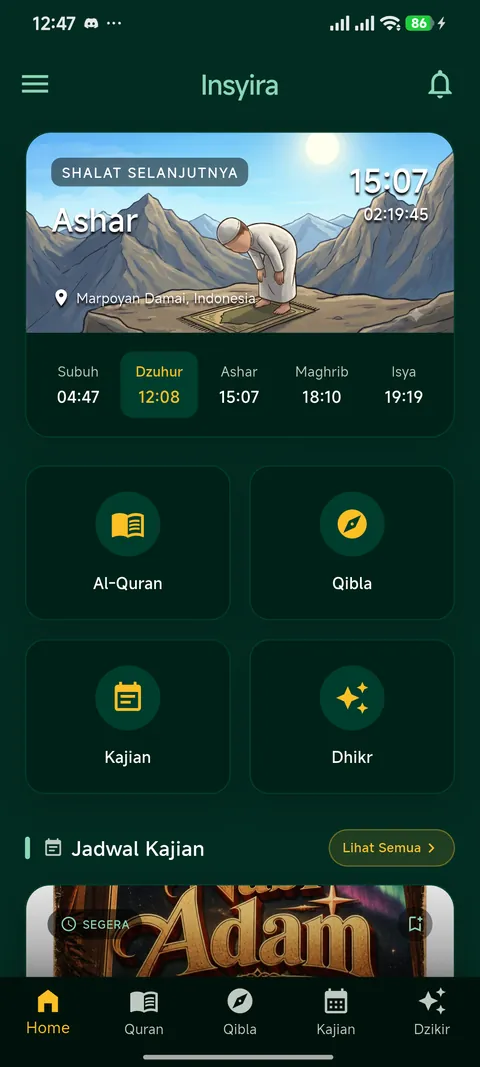 12:47 ...
86
Insyira
SHALAT SELANJUTNYA
15:07
Ashar
02:19:45
Marpoyan Damai, Indonesia
Subuh Dzuhur Ashar Maghrib Isya
04:47 12:08 15:07 18:10 19:19
Al-Quran
Qibla
Kajian
Dhikr
Jadwal Kajian
Lihat Semua
SEGERA
Nabi
Adam
Home Quran Qibla Kajian Dzikir